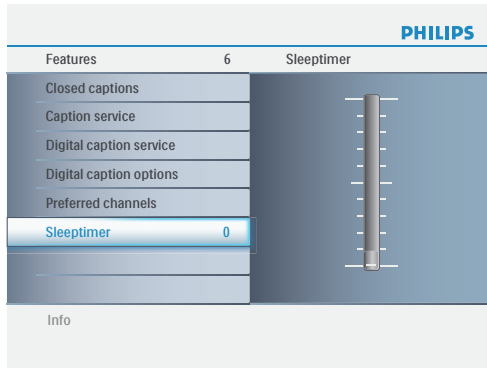 PHILIPS
Features 6 Sleeptimer
Closed captions
Caption service
Digital caption service
Digital caption options
Preferred channels
Sleeptimer 0
Info